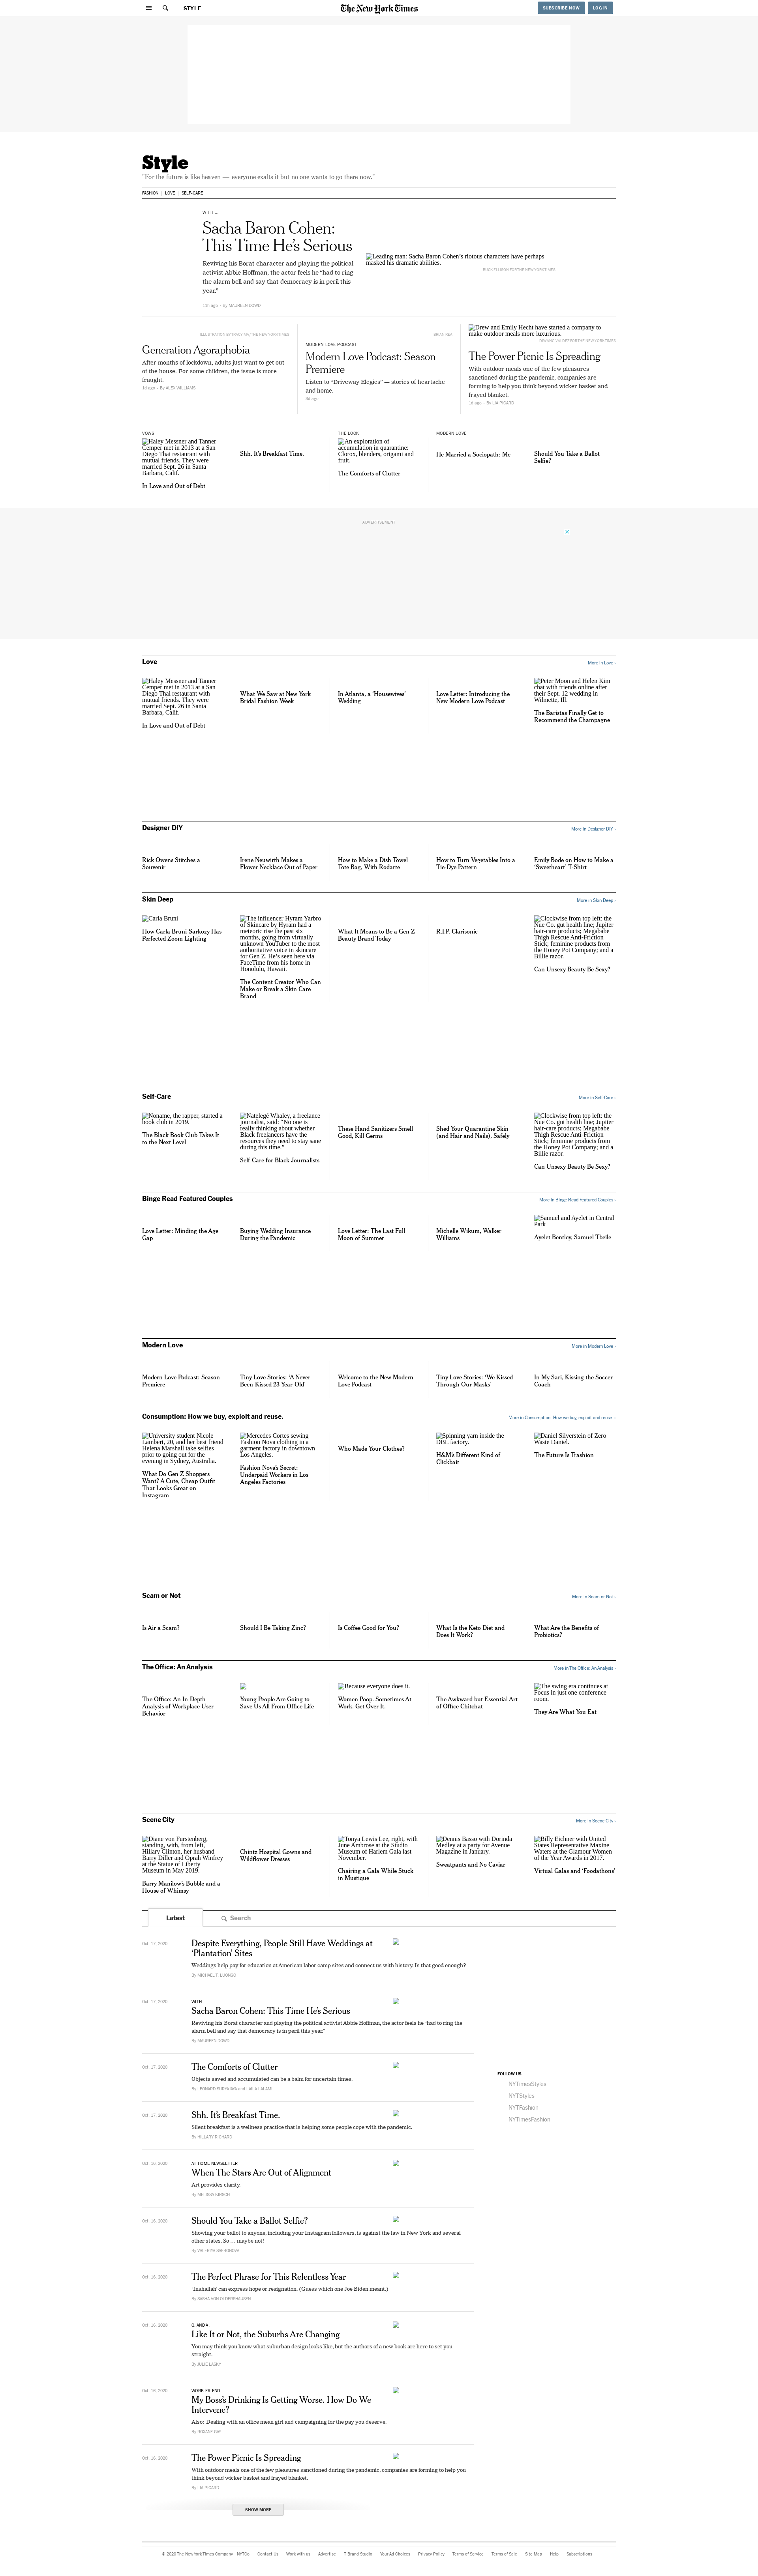 STYLE
The New York Times
SUBSCRIBE NOW
LOG IN
Style
"For the future is like heaven — everyone exalts it but no one wants to go there now."
FASHION
LOVE
SELF-CARE
WITH ...
Sacha Baron Cohen:
This Time He's Serious
Reviving his Borat character and playing the political
activist Abbie Hoffman, the actor feels he "had to ring
the alarm bell and say that democracy is in peril this
year."
By MAUREEN DOWD
Leading man: Sacha Baron Cohen's riotous characters have perhaps
masked his dramatic abilities.
Generation Agoraphobia
After months of lockdown, adults just want to get out
of the house. For some children, the issue is more
fraught.
1d ago · By ALEX WILLIAMS
MODERN LOVE PODCAST
Modern Love Podcast: Season
Premiere
Listen to "Driveway Elegies" — stories of heartache
and home.
Drew and Emily Hecht have started a company to
make outdoor meals more luxurious.
The Power Picnic Is Spreading
With outdoor meals one of the few pleasures
sanctioned during the pandemic, companies are
forming to help you think beyond wicker basket and
frayed blanket.
1d ago · By LIA PICARD
VOWS
Haley Messner and Tanner
Cemper met in 2013 at a San
Diego Thai restaurant with
mutual friends. They were
married Sept. 26 in Santa
Barbara, Calif.
In Love and Out of Debt
Shh. It's Breakfast Time.
THE LOOK
An exploration of
accumulation in quarantine:
Clorox, blenders, origami and
fruit.
The Comforts of Clutter
MODERN LOVE
He Married a Sociopath: Me
Should You Take a Ballot
Selfie?
ADVERTISEMENT
Love
More in Love ›
Haley Messner and Tanner
Cemper met in 2013 at a San
Diego Thai restaurant with
mutual friends. They were
married Sept. 26 in Santa
Barbara, Calif.
In Love and Out of Debt
What We Saw at New York
Bridal Fashion Week
In Atlanta, a 'Housewives'
Wedding
Love Letter: Introducing the
New Modern Love Podcast
Peter Moon and Helen Kim
chat with friends online after
their Sept. 12 wedding in
Wilmette, Ill.
The Baristas Finally Get to
Recommend the Champagne
Designer DIY
More in Designer DIY ›
Rick Owens Stitches a
Souvenir
Irene Neuwirth Makes a
Flower Necklace Out of Paper
How to Make a Dish Towel
Tote Bag, With Rodarte
How to Turn Vegetables Into a
Tie-Dye Pattern
Emily Bode on How to Make a
'Sweetheart' T-Shirt
Skin Deep
More in Skin Deep ›
Carla Bruni
How Carla Bruni-Sarkozy Has
Perfected Zoom Lighting
The influencer Hyram Yarbro
of Skincare by Hyram had a
meteoric rise the past six
months, going from virtually
unknown YouTuber to the most
authoritative voice in skincare
for Gen Z. He's seen here via
FaceTime from his home in
Honolulu, Hawaii.
The Content Creator Who Can
Make or Break a Skin Care
Brand
What It Means to Be a Gen Z
Beauty Brand Today
R.I.P. Clarisonic
Clockwise from top left: the
Nue Co. gut health line; Jupiter
hair-care products; Megababe
Thigh Rescue Anti-Friction
Stick; feminine products from
the Honey Pot Company; and a
Billie razor.
Can Unsexy Beauty Be Sexy?
Self-Care
More in Self-Care ›
Noname, the rapper, started a
book club in 2019.
The Black Book Club Takes It
to the Next Level
Natelegé Whaley, a freelance
journalist, said: "No one is
really thinking about whether
Black freelancers have the
resources they need to stay sane
during this time."
Self-Care for Black Journalists
These Hand Sanitizers Smell
Good, Kill Germs
Shed Your Quarantine Skin
(and Hair and Nails), Safely
Clockwise from top left: the
Nue Co. gut health line; Jupiter
hair-care products; Megababe
Thigh Rescue Anti-Friction
Stick; feminine products from
the Honey Pot Company; and a
Billie razor.
Can Unsexy Beauty Be Sexy?
Binge Read Featured Couples
More in Binge Read Featured Couples ›
Love Letter: Minding the Age
Gap
Buying Wedding Insurance
During the Pandemic
Love Letter: The Last Full
Moon of Summer
Michelle Wikum, Walker
Williams
Samuel and Ayelet in Central
Park
Ayelet Bentley, Samuel Theile
Modern Love
More in Modern Love ›
Modern Love Podcast: Season
Premiere
Tiny Love Stories: 'A Never-
Been-Kissed 23-Year-Old'
Welcome to the New Modern
Love Podcast
Tiny Love Stories: 'We Kissed
Through Our Masks'
In My Sari, Kissing the Soccer
Coach
Consumption: How we buy, exploit and reuse.
More in Consumption: How we buy, exploit and reuse. ›
University student Nicole
Lambert, 20, and her best friend
Helena Marshall take selfies
prior to going out for the
evening in Sydney, Australia.
What Do Gen Z Shoppers
Want? A Cute, Cheap Outfit
That Looks Great on
Instagram
Mercedes Cortes sewing
Fashion Nova clothing in a
garment factory in downtown
Los Angeles.
Fashion Nova's Secret:
Underpaid Workers in Los
Angeles Factories
Who Made Your Clothes?
Spinning yarn inside the
DBL factory.
H&M's Different Kind of
Clickbait
Daniel Silverstein of Zero
Waste Daniel.
The Future Is Trashion
Scam or Not
More in Scam or Not ›
Is Air a Scam?
Should I Be Taking Zinc?
Is Coffee Good for You?
What Is the Keto Diet and
Does It Work?
What Are the Benefits of
Probiotics?
The Office: An Analysis
More in The Office: An Analysis ›
The Office: An In-Depth
Analysis of Workplace User
Behavior
Young People Are Going to
Save Us All From Office Life
Because everyone does it.
Women Poop. Sometimes At
Work. Get Over It.
The Awkward but Essential Art
of Office Chitchat
The swing era continues at
Focus in just one conference
room.
They Are What You Eat
Scene City
More in Scene City ›
Diane von Furstenberg,
standing, with, from left,
Hillary Clinton, her husband
Barry Diller and Oprah Winfrey
at the Statue of Liberty
Museum in May 2019.
Barry Manilow's Bubble and a
House of Whimsy
Chintz Hospital Gowns and
Wildflower Dresses
Tonya Lewis Lee, right, with
June Ambrose at the Studio
Museum of Harlem Gala last
November.
Chairing a Gala While Stuck
in Mustique
Dennis Basso with Dorinda
Medley at a party for Avenue
Magazine in January.
Sweatpants and No Caviar
Billy Eichner with United
States Representative Maxine
Waters at the Glamour Women
of the Year Awards in 2017.
Virtual Galas and 'Foodathons'
Latest
Search
Oct. 17, 2020
Despite Everything, People Still Have Weddings at
'Plantation' Sites
Weddings help pay for education at American labor camp sites and connect us with history. Is that good enough?
By MICHAEL T. LUONGO
Oct. 17, 2020
WITH ...
Sacha Baron Cohen: This Time He's Serious
Reviving his Borat character and playing the political activist Abbie Hoffman, the actor feels he "had to ring the
alarm bell and say that democracy is in peril this year."
By MAUREEN DOWD
Oct. 17, 2020
The Comforts of Clutter
Objects saved and accumulated can be a balm for uncertain times.
Oct. 17, 2020
Shh. It's Breakfast Time.
Silent breakfast is a wellness practice that is helping some people cope with the pandemic.
By HILLARY RICHARD
Oct. 16, 2020
AT HOME NEWSLETTER
When The Stars Are Out of Alignment
Art provides clarity.
By MELISSA KIRSCH
Oct. 16, 2020
Should You Take a Ballot Selfie?
Showing your ballot to anyone, including your Instagram followers, is against the law in New York and several
other states. So … maybe not!
By VALERIYA SAFRONOVA
Oct. 16, 2020
The Perfect Phrase for This Relentless Year
'Inshallah' can express hope or resignation. (Guess which one Joe Biden meant.)
Oct. 16, 2020
Q. AND A.
Like It or Not, the Suburbs Are Changing
You may think you know what suburban design looks like, but the authors of a new book are here to set you
straight.
By JULIE LASKY
Oct. 16, 2020
WORK FRIEND
My Boss's Drinking Is Getting Worse. How Do We
Intervene?
Also: Dealing with an office mean girl and campaigning for the pay you deserve.
By ROXANE GAY
Oct. 16, 2020
The Power Picnic Is Spreading
With outdoor meals one of the few pleasures sanctioned during the pandemic, companies are forming to help you
think beyond wicker basket and frayed blanket.
By LIA PICARD
SHOW MORE
FOLLOW US
NYTimesStyles
NYTStyles
NYTFashion
NYTimesFashion
© 2020 The New York Times Company
NYTCo
Contact Us
Work with us
Advertise
T Brand Studio
Your Ad Choices
Privacy Policy
Terms of Service
Terms of Sale
Site Map
Help
Subscriptions